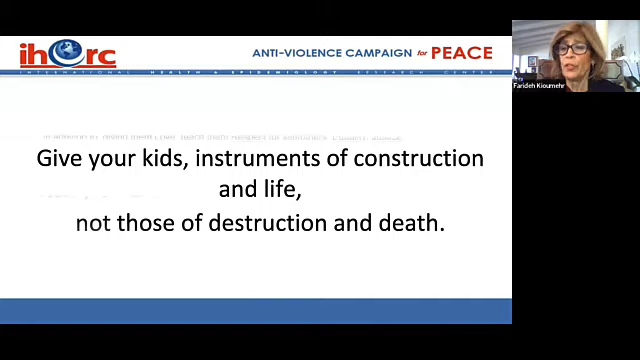 iherc
ANTI-VIOLENCE CAMPAIGN for PEACE
INTERNATIONAL HEALTH & EPIDEMIOLOGY RESEARCH CENTER
Farideh Kioumehr
Give your kids, instruments of construction
and life,
not those of destruction and death.